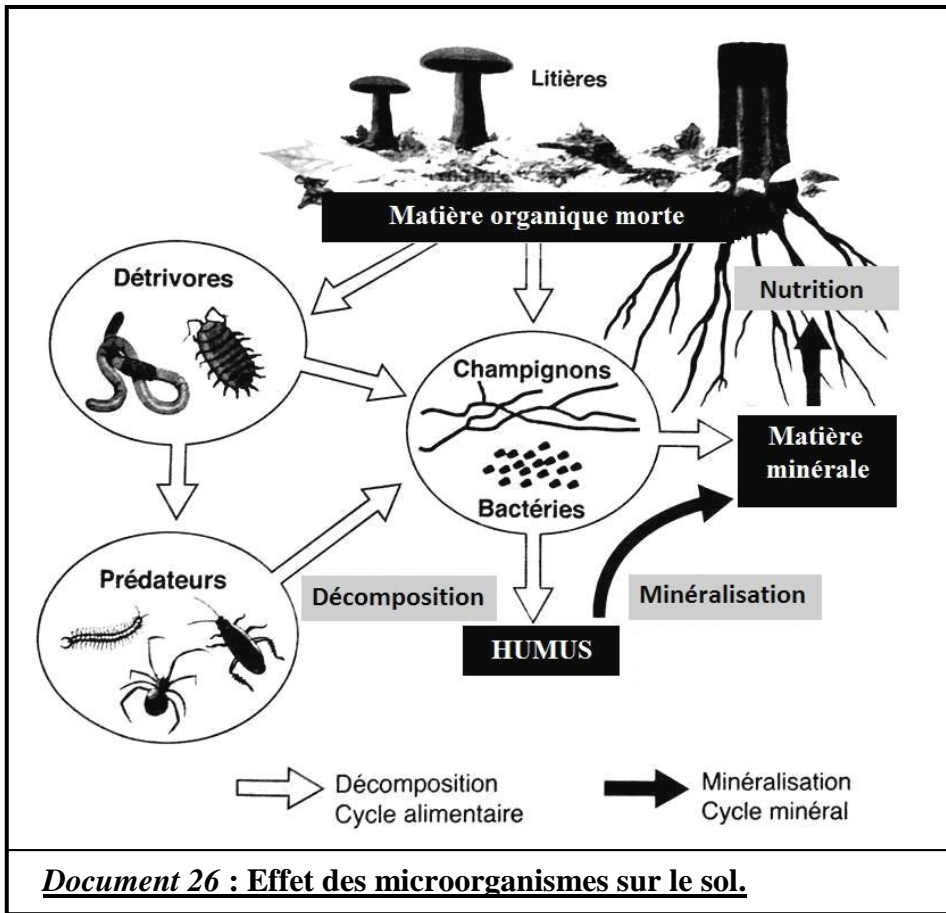 Litières
Matière organique morte
Détrivores
Nutrition
Champignons
Matière
minérale
Bactéries
Prédateurs
Décomposition
Minéralisation
HUMUS
Décomposition
Cycle alimentaire
Minéralisation
Cycle minéral
Document 26 : Effet des microorganismes sur le sol.